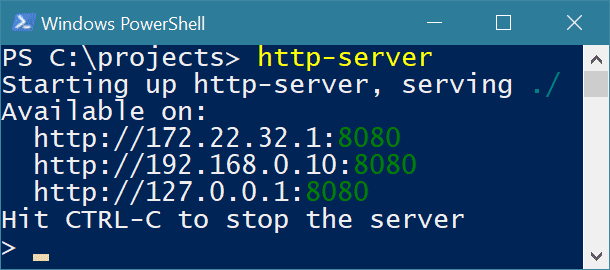 Windows PowerShell
PS C:\projects> http-server
Starting up http-server, serving ./
Available on:
  http://172.22.32.1:8080
  http://192.168.0.10:8080
  http://127.0.0.1:8080
Hit CTRL-C to stop the server
> _